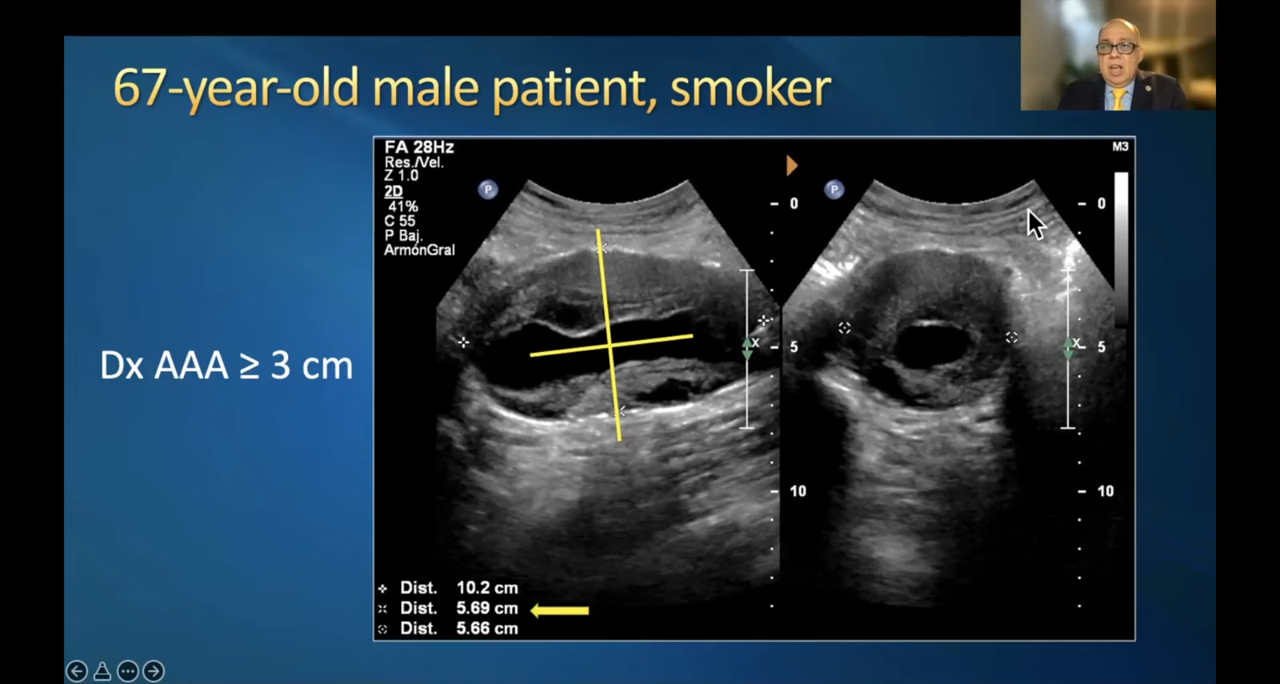 67-year-old male patient, smoker
FA 28Hz
Res./Vel.
Z 1.0
2D
41%
C 55
P Baj.
ArmónGral
P
P
M3
0
0
Dx AAA ≥ 3 cm
x
x
5
5
10
10
Dist. 10.2 cm
Dist. 5.69 cm
Dist. 5.66 cm